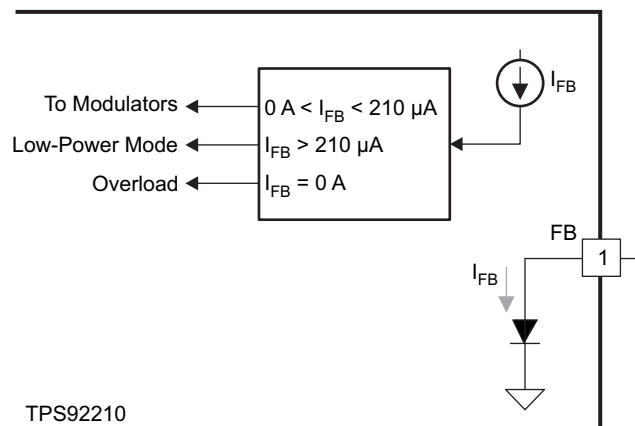 To Modulators
0 A < I_FB < 210 µA
I_FB
Low-Power Mode
I_FB > 210 µA
Overload
I_FB = 0 A
FB
1
I_FB
TPS92210